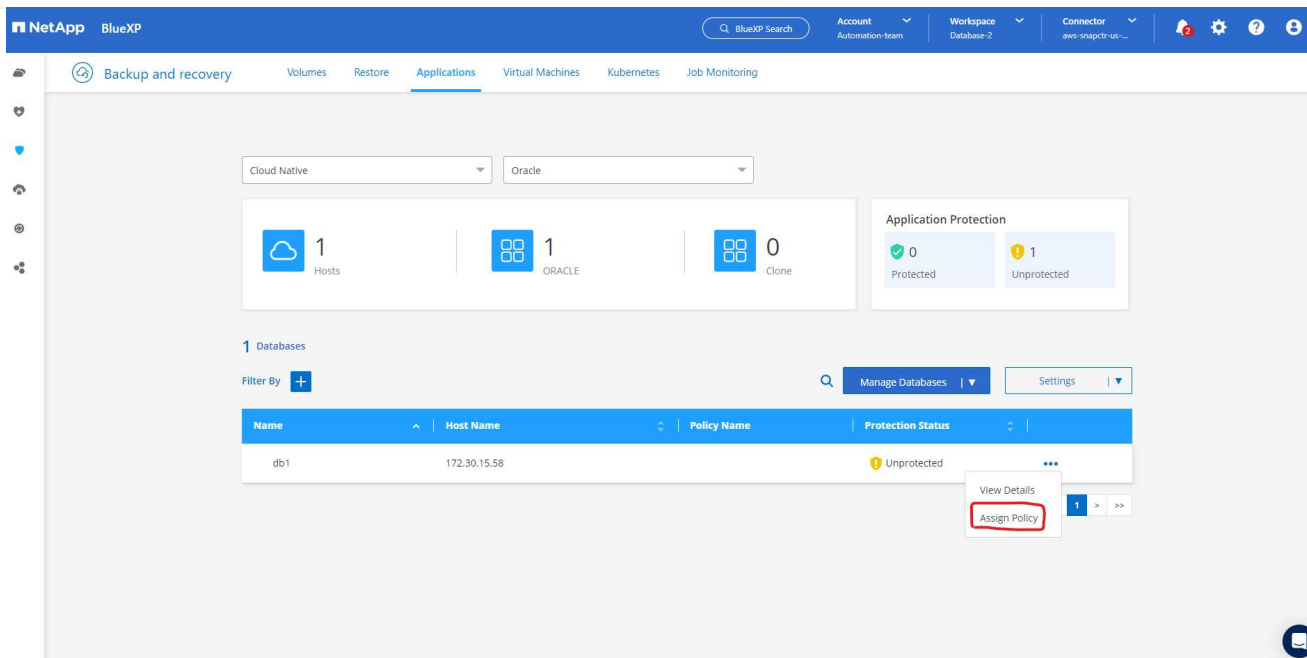 NetApp BlueXP BlueXP Search Account Workspace Connector 2
Automation-team Database-2 aws-snapctr-us-...
Backup and recovery Volumes Restore Applications Virtual Machines Kubernetes Job Monitoring
Cloud Native Oracle
Application Protection
1 1 0
Hosts ORACLE Clone
0 1
Protected Unprotected
1 Databases
Filter By Manage Databases Settings
Name Host Name Policy Name Protection Status
db1 172.30.15.58 Unprotected •••
View Details
Assign Policy
1 > >>